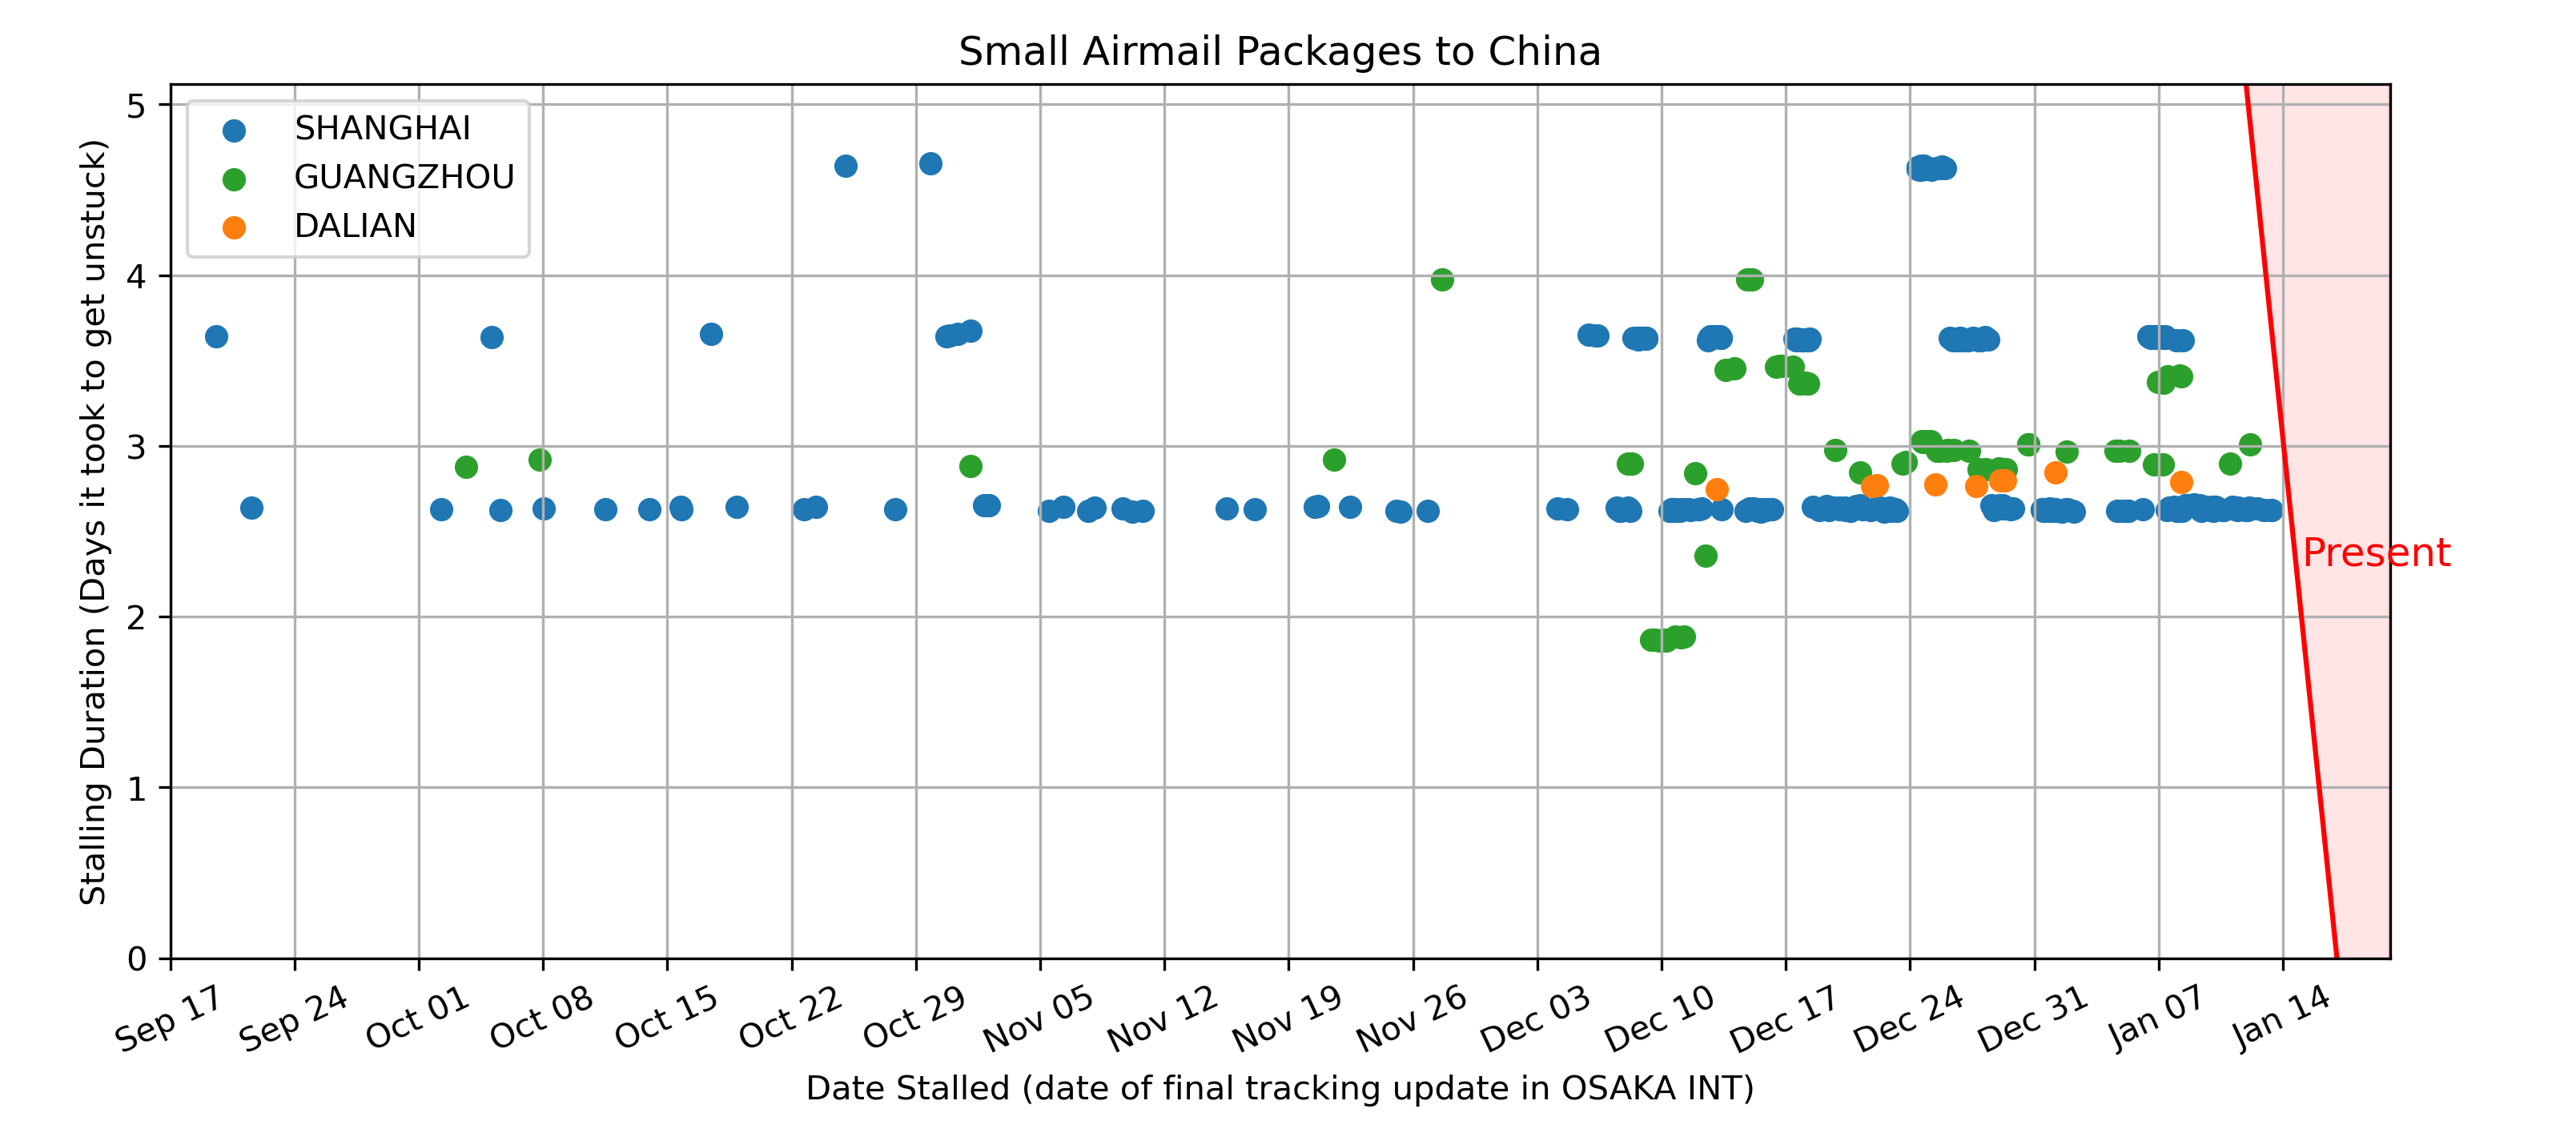 Small Airmail Packages to China
SHANGHAI
GUANGZHOU
DALIAN
Stalling Duration (Days it took to get unstuck)
5
4
3
2
1
0
Present
Sep 17
Sep 24
Oct 01
Oct 08
Oct 15
Oct 22
Oct 29
Nov 05
Nov 12
Nov 19
Nov 26
Dec 03
Dec 10
Dec 17
Dec 24
Dec 31
Jan 07
Jan 14
Date Stalled (date of final tracking update in OSAKA INT)